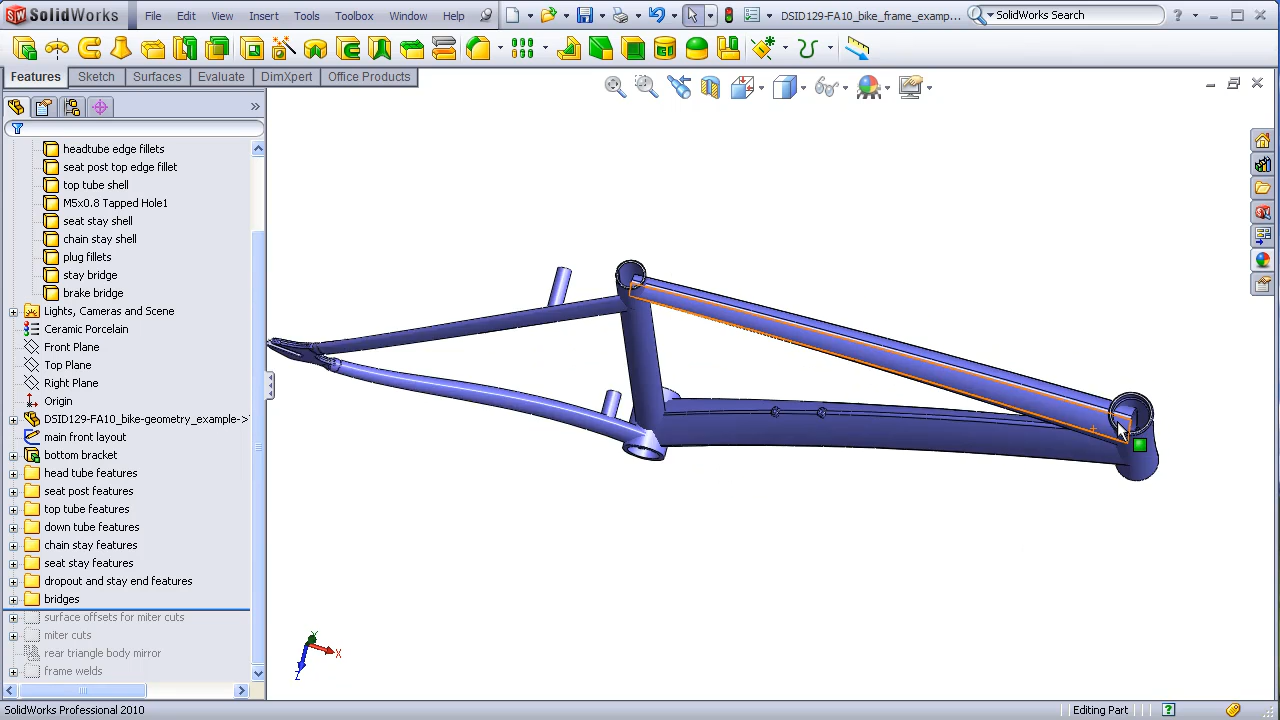 SolidWorks File Edit View Insert Tools Toolbox Window Help DSID129-FA10_bike_frame_examp... SolidWorks Search
Features Sketch Surfaces Evaluate DimXpert Office Products
headtube edge fillets
seat post top edge fillet
top tube shell
M5x0.8 Tapped Hole1
seat stay shell
chain stay shell
plug fillets
stay bridge
brake bridge
Lights, Cameras and Scene
Ceramic Porcelain
Front Plane
Top Plane
Right Plane
Origin
DSID129-FA10_bike-geometry_example->
main front layout
bottom bracket
head tube features
seat post features
top tube features
down tube features
chain stay features
seat stay features
dropout and stay end features
bridges
surface offsets for miter cuts
miter cuts
rear triangle body mirror
frame welds
Y
X
Z
SolidWorks Professional 2010 Editing Part